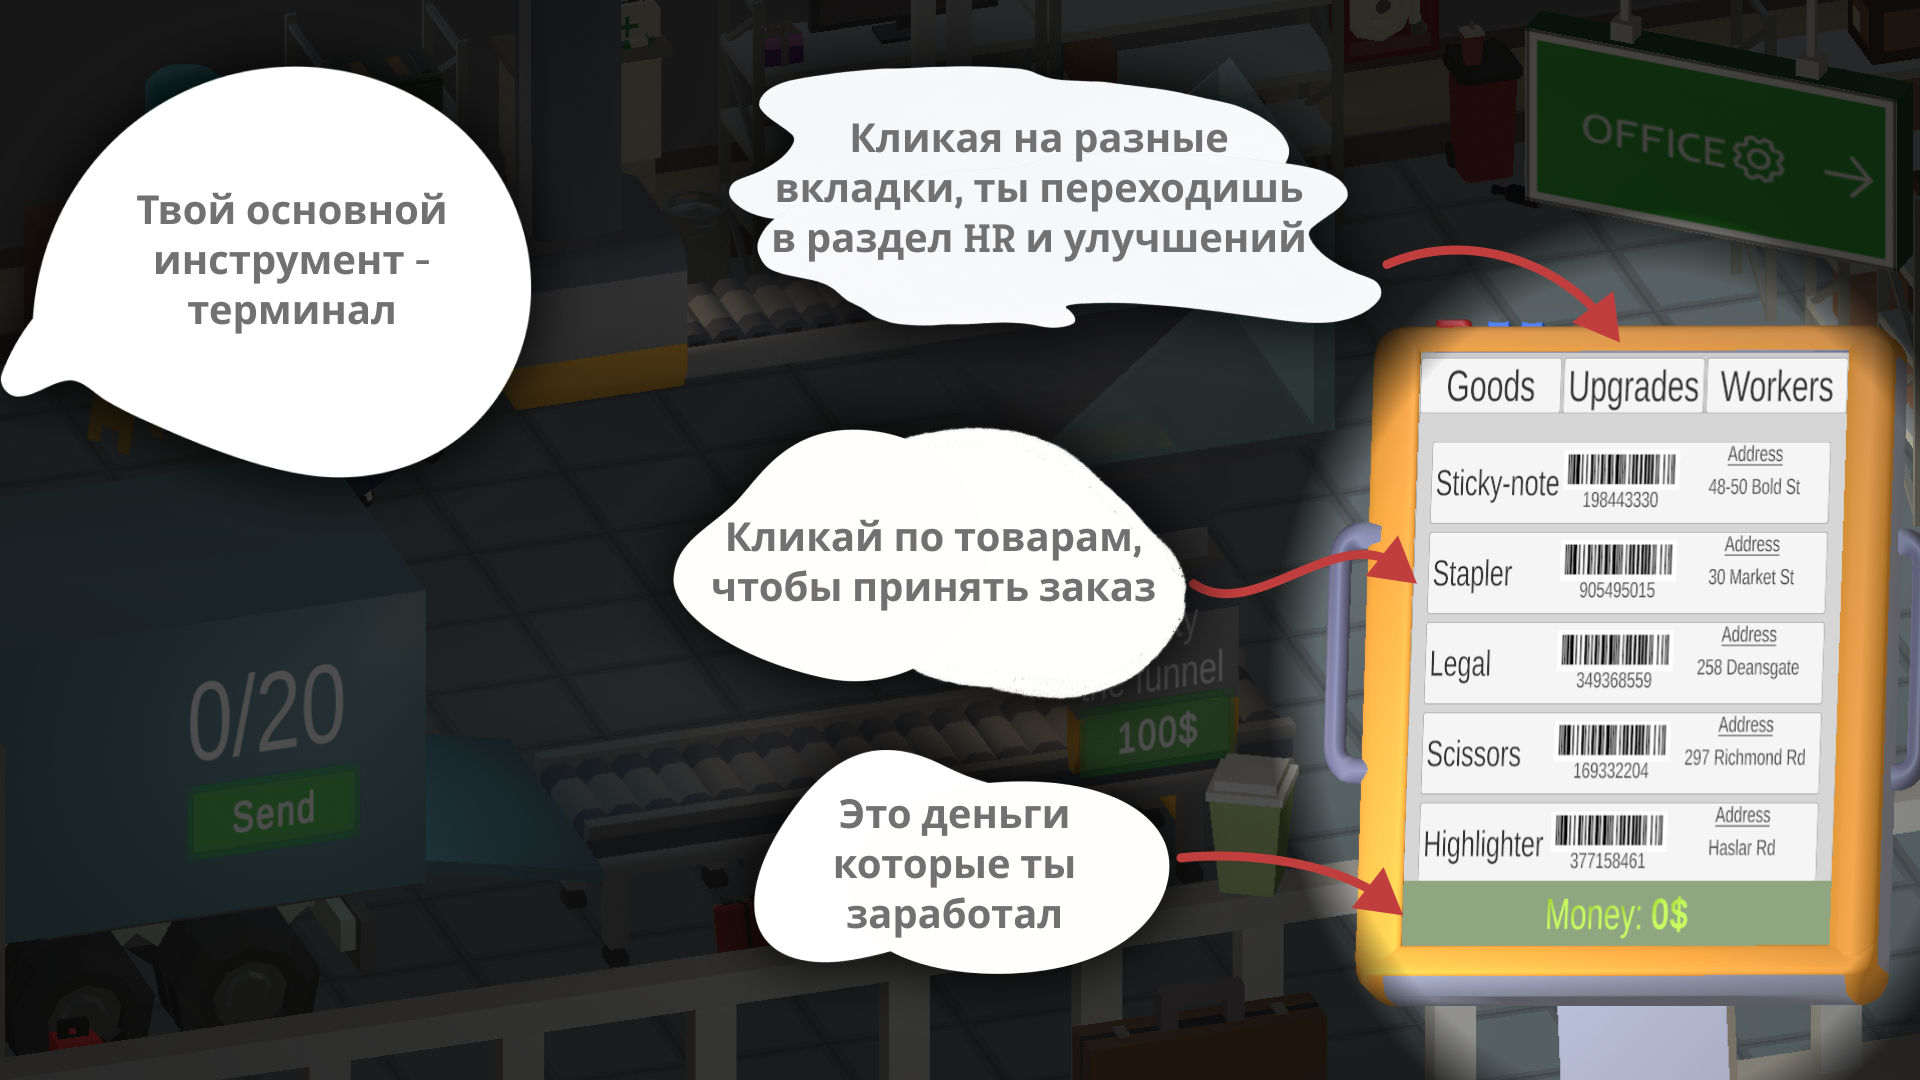 Твой основной
инструмент -
терминал
Кликая на разные
вкладки, ты переходишь
в раздел HR и улучшений
OFFICE
Кликай по товарам,
чтобы принять заказ
Это деньги
которые ты
заработал
Goods
Upgrades
Workers
Sticky-note
198443330
Address
48-50 Bold St
Stapler
905495015
Address
30 Market St
Legal
349368559
Address
258 Deansgate
Scissors
169332204
Address
297 Richmond Rd
Highlighter
377158461
Address
Haslar Rd
Money: 0$
0/20
Send
Tunnel
100$